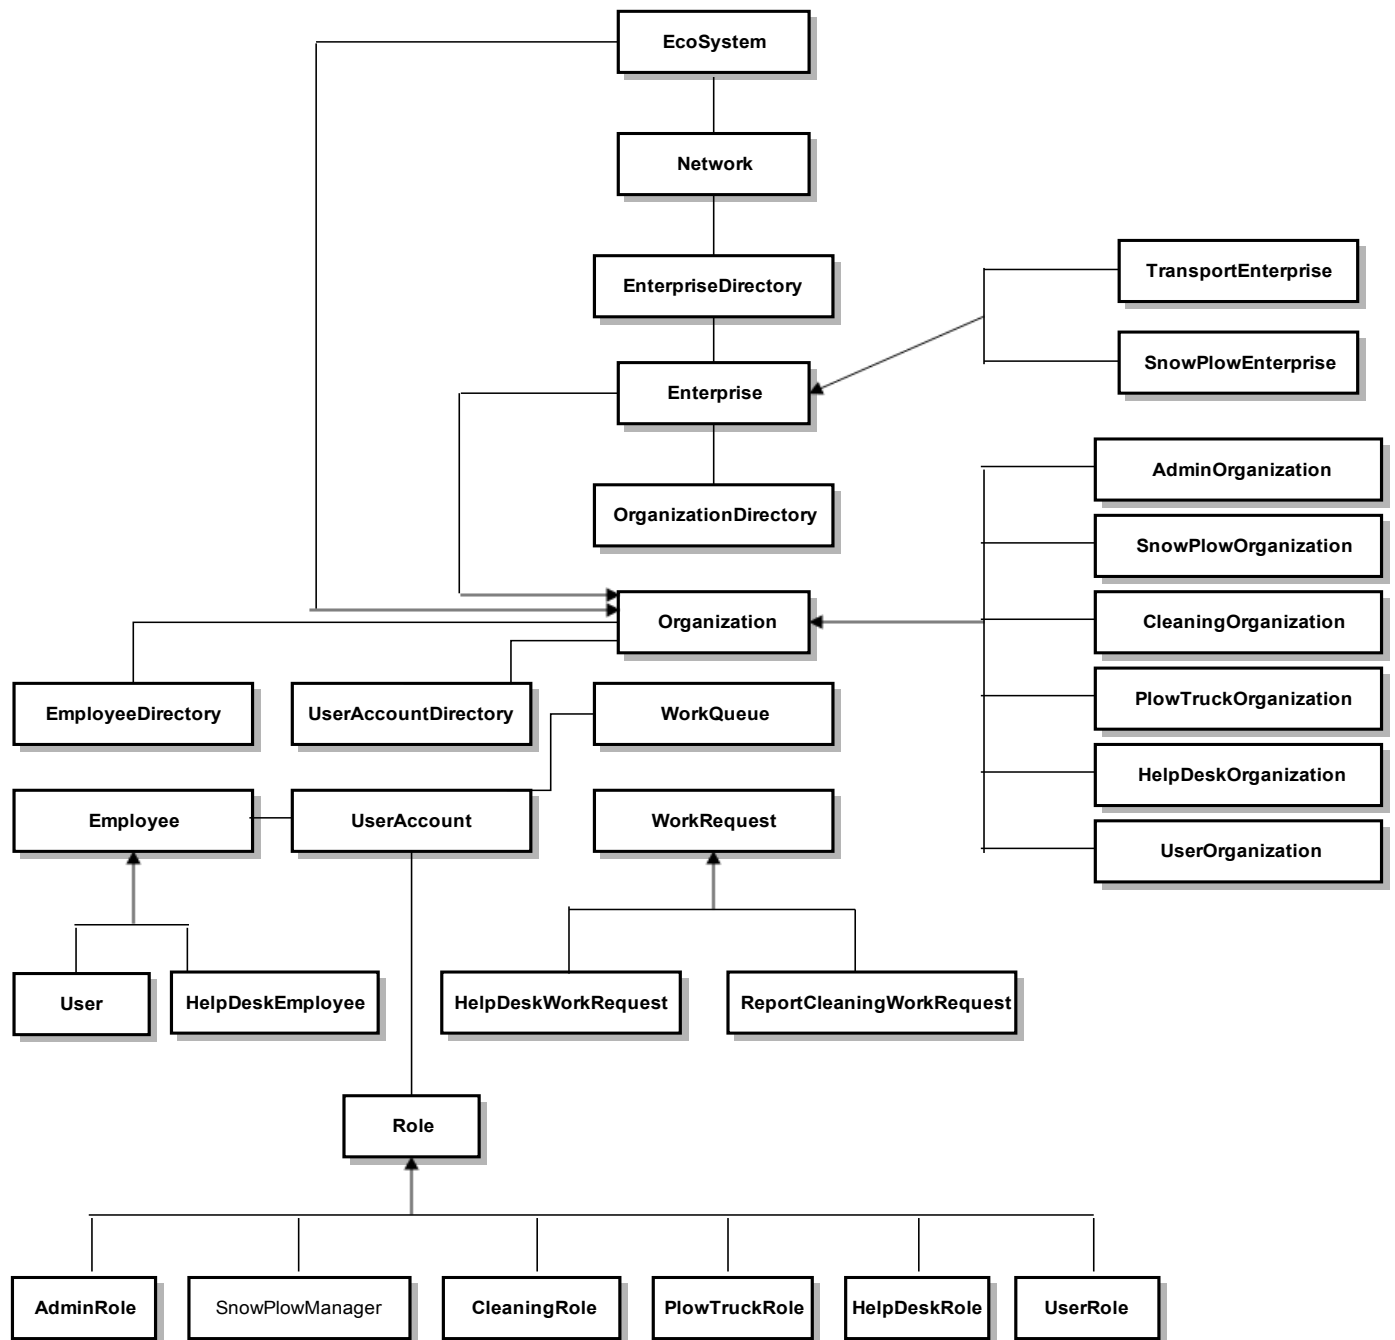 EcoSystem
Network
EnterpriseDirectory
TransportEnterprise
SnowPlowEnterprise
Enterprise
AdminOrganization
OrganizationDirectory
SnowPlowOrganization
Organization
CleaningOrganization
EmployeeDirectory
UserAccountDirectory
WorkQueue
PlowTruckOrganization
HelpDeskOrganization
Employee
UserAccount
WorkRequest
UserOrganization
User
HelpDeskEmployee
HelpDeskWorkRequest
ReportCleaningWorkRequest
Role
AdminRole
SnowPlowManager
CleaningRole
PlowTruckRole
HelpDeskRole
UserRole